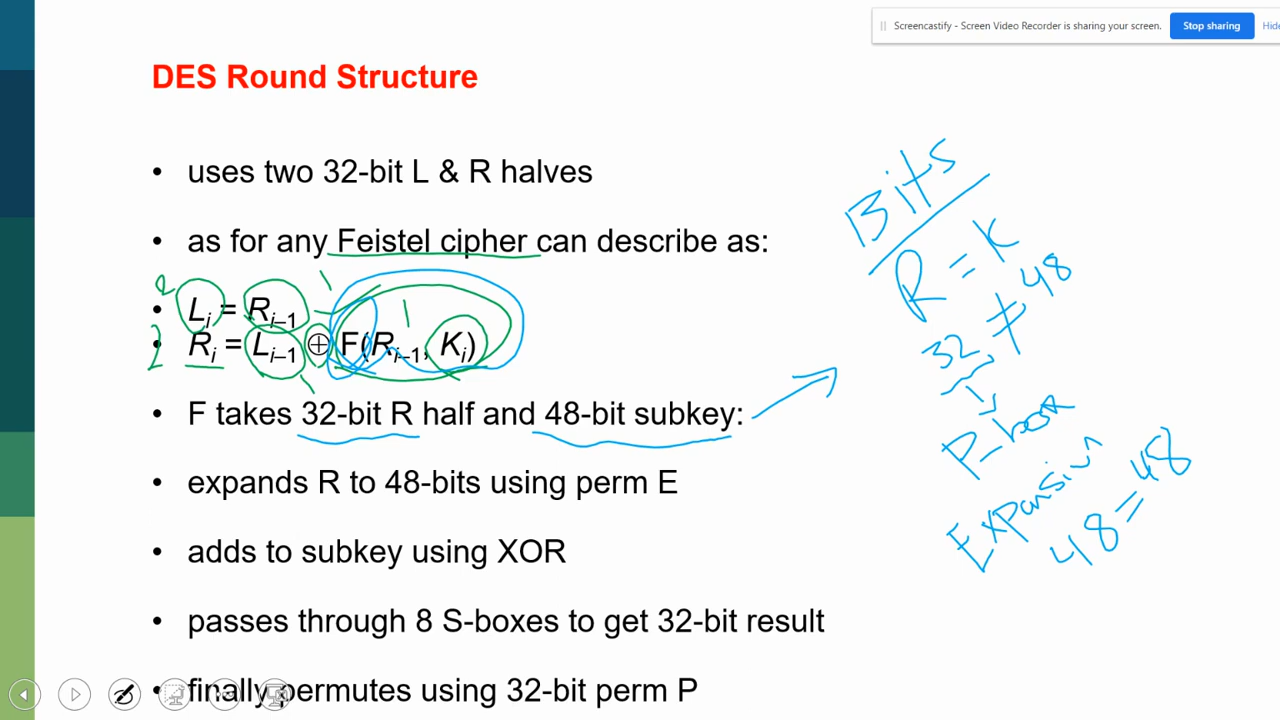 Screencastify - Screen Video Recorder is sharing your screen. Stop sharing Hide
DES Round Structure
• uses two 32-bit L & R halves
• as for any Feistel cipher can describe as:
• Li = Ri–1
• Ri = Li–1 ⊕ F(Ri–1, Ki)
• F takes 32-bit R half and 48-bit subkey:
• expands R to 48-bits using perm E
• adds to subkey using XOR
• passes through 8 S-boxes to get 32-bit result
• finally permutes using 32-bit perm P
Bits
R = K
32 ≠ 48
P-box
Expansion
48 = 48